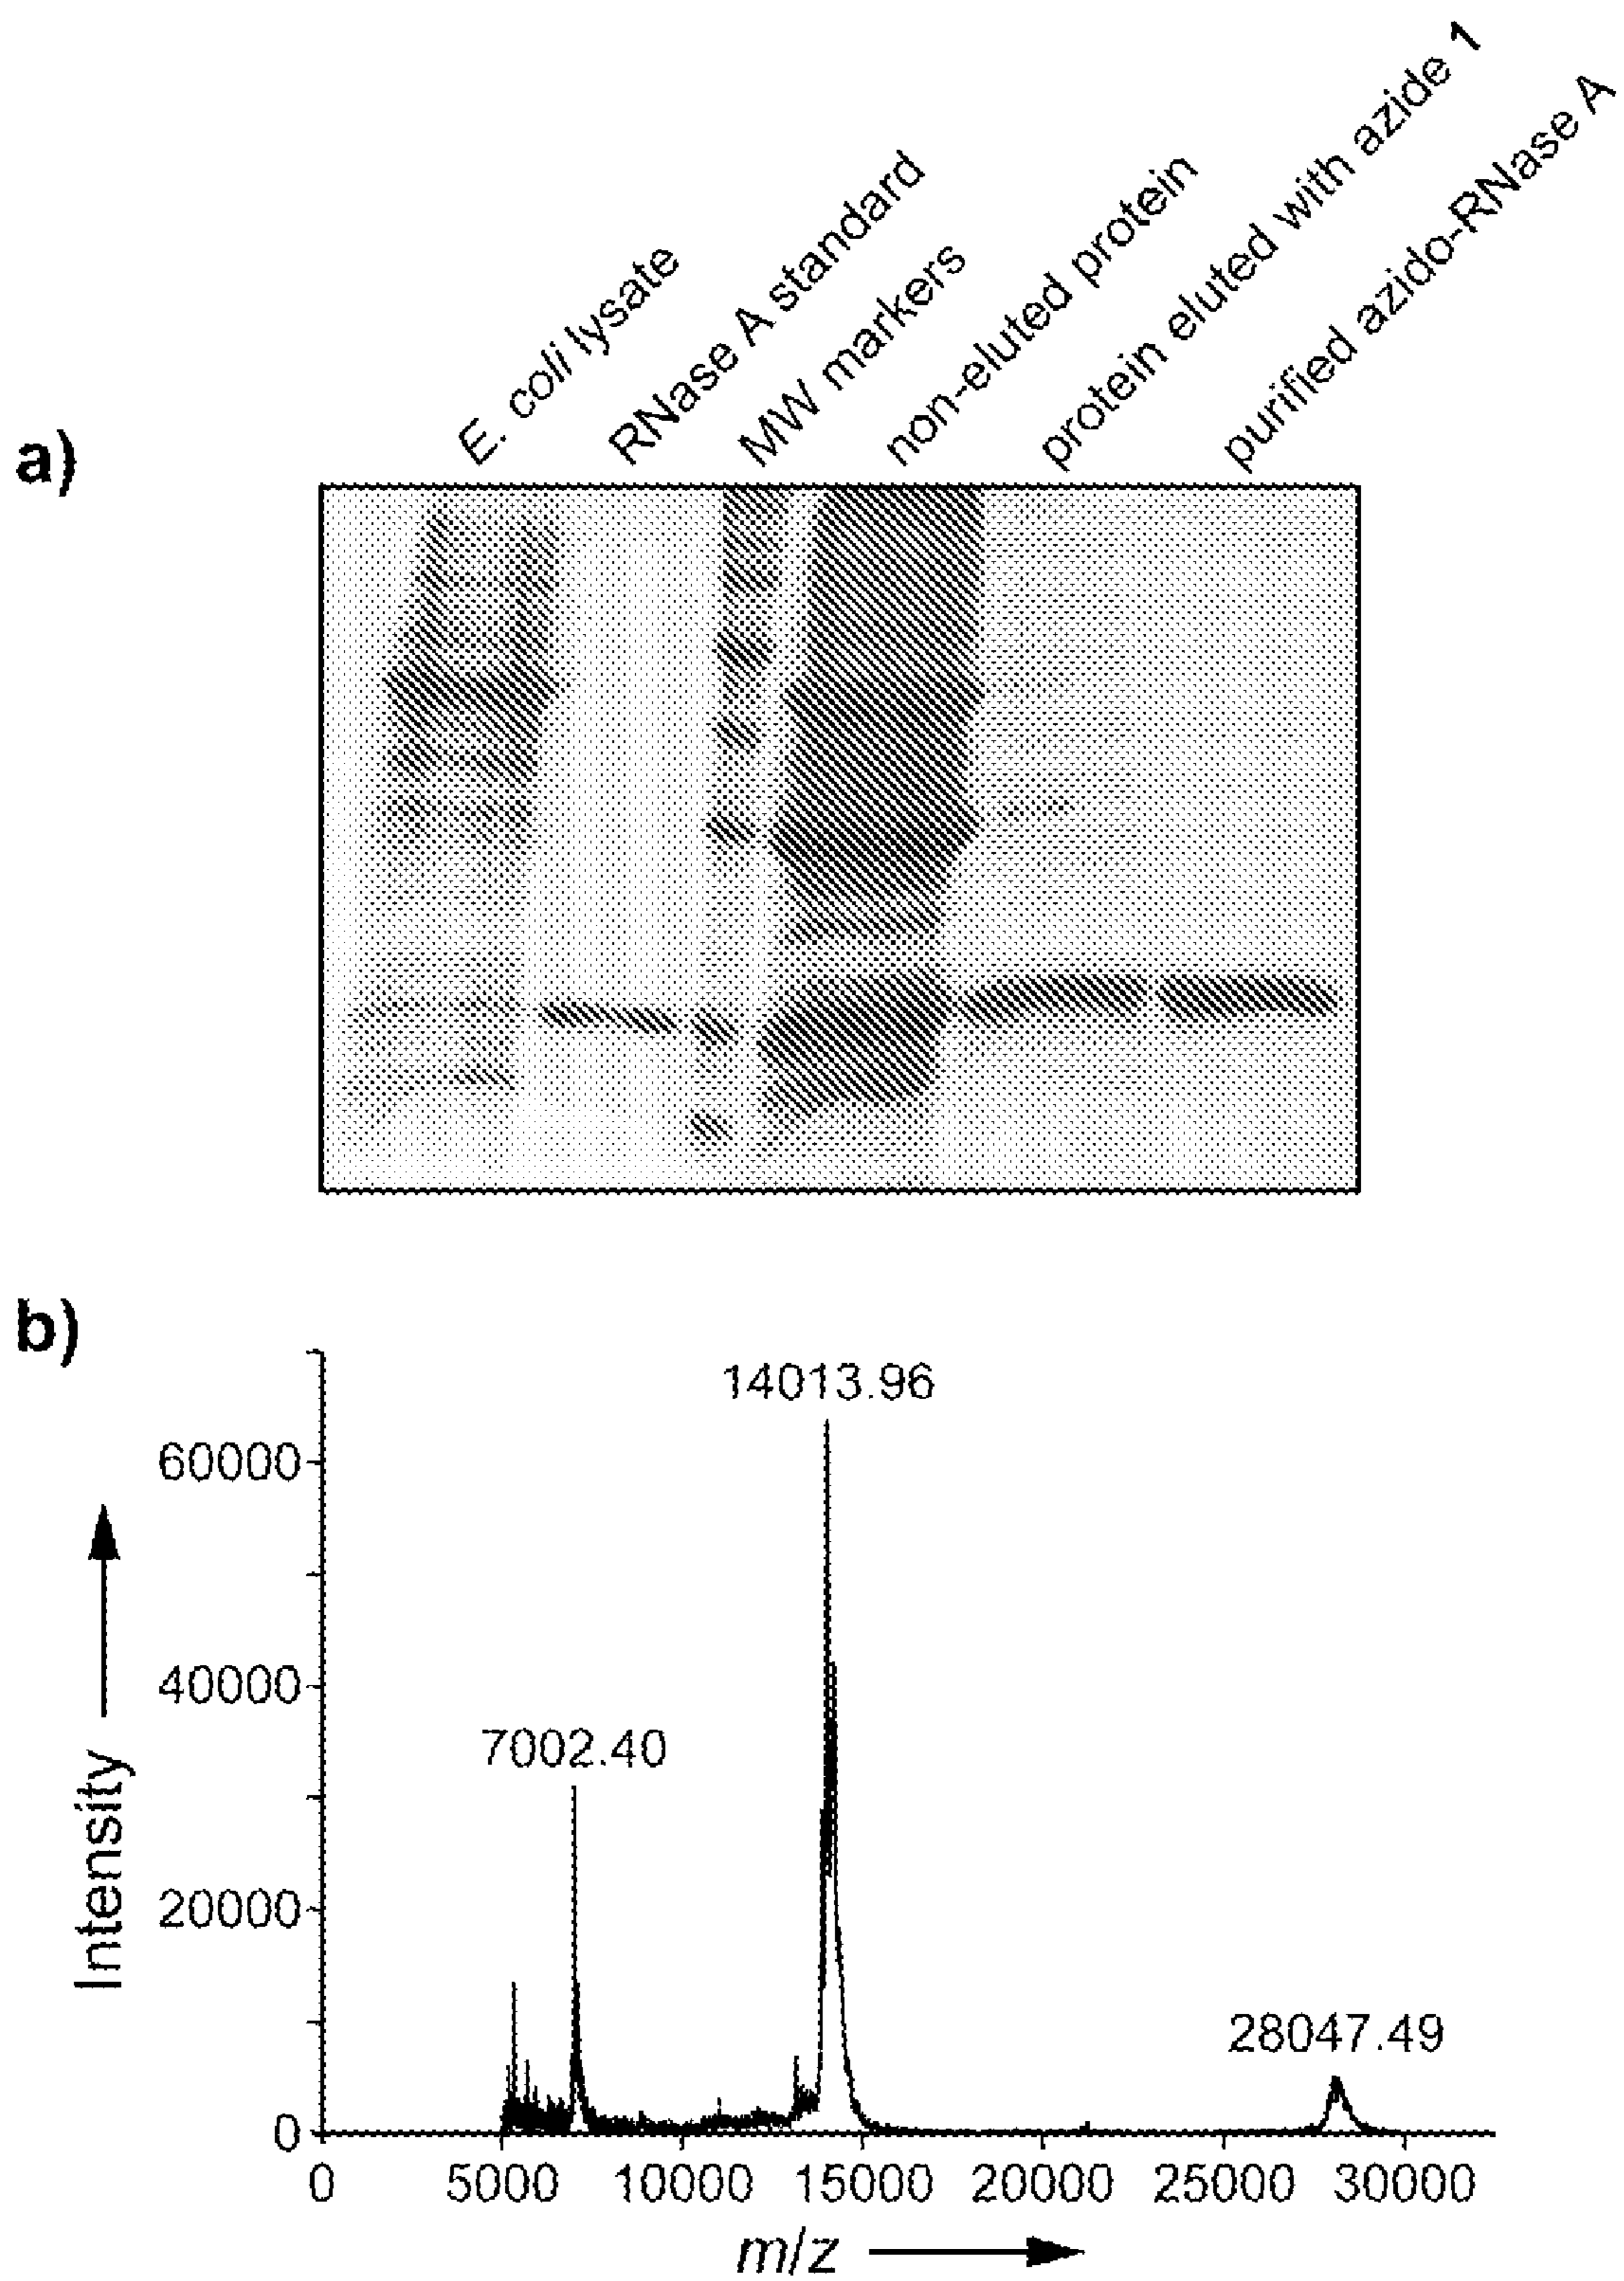 a)
E. coli lysate
RNase A standard
MW markers
non-eluted protein
protein eluted with azide 1
purified azido-RNase A
b)
14013.96
60000
40000
7002.40
20000
28047.49
0
Intensity
0 5000 10000 15000 20000 25000 30000
m/z